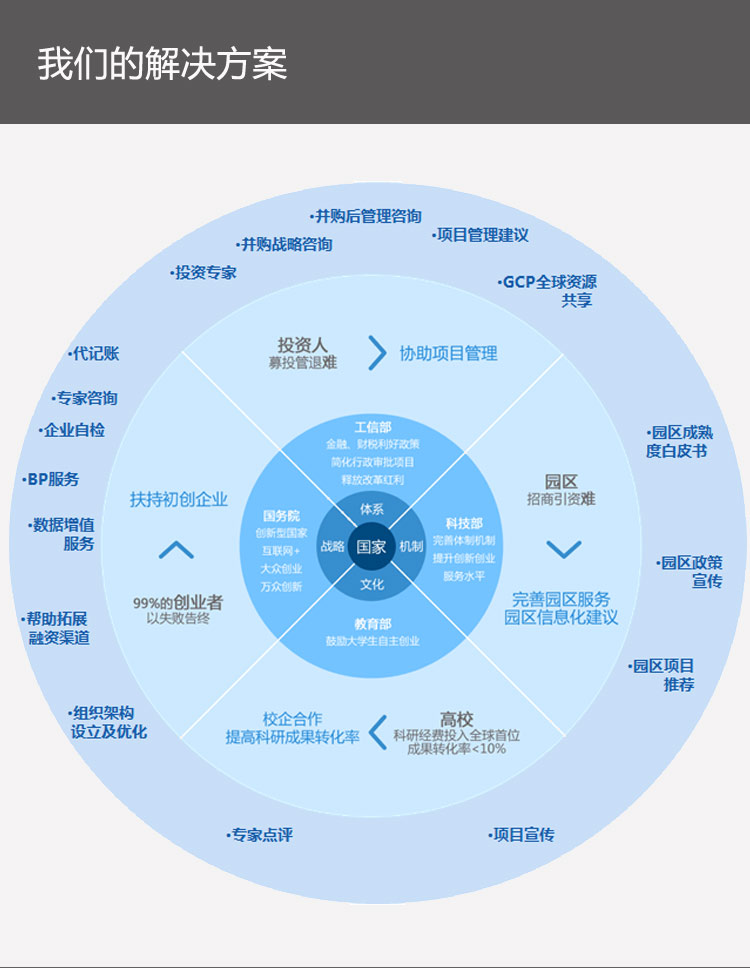 我们的解决方案
·并购后管理咨询
·项目管理建议
·并购战略咨询
·投资专家
·GCP全球资源
共享
·代记账
·专家咨询
·企业自检
·BP服务
·数据增值
服务
·帮助拓展
融资渠道
·组织架构
设立及优化
·园区成熟
度白皮书
·园区政策
宣传
·园区项目
推荐
·专家点评
·项目宣传
投资人
募投管退难
协助项目管理
扶持初创企业
99%的创业者
以失败告终
园区
招商引资难
完善园区服务
园区信息化建议
校企合作
提高科研成果转化率
高校
科研经费投入全球首位
成果转化率<10%
工信部
金融、财税利好政策
简化行政审批项目
释放改革红利
国务院
创新型国家
互联网+
大众创业
万众创新
科技部
完善体制机制
提升创新创业
服务水平
教育部
鼓励大学生自主创业
体系
战略
国家
机制
文化